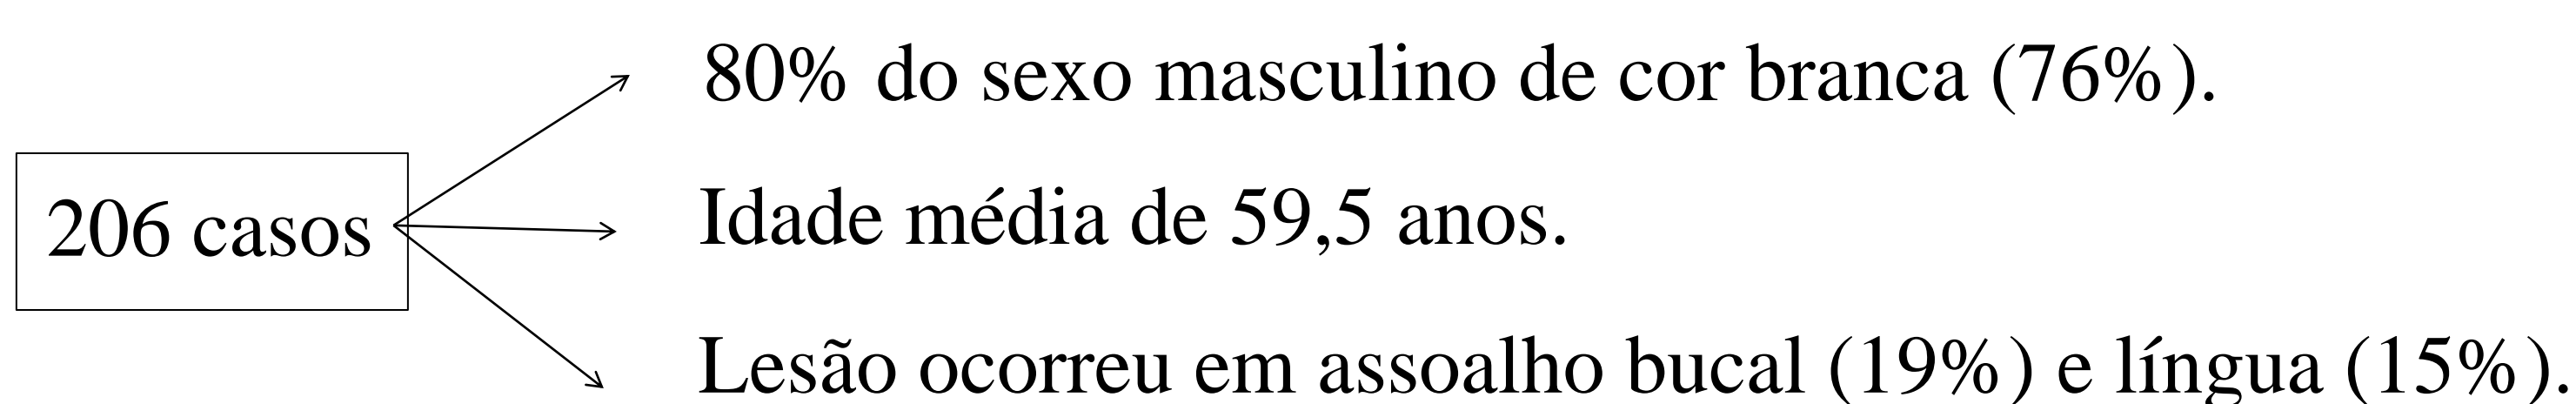 80% do sexo masculino de cor branca (76%).
206 casos
Idade média de 59,5 anos.
Lesão ocorreu em assoalho bucal (19%) e língua (15%).